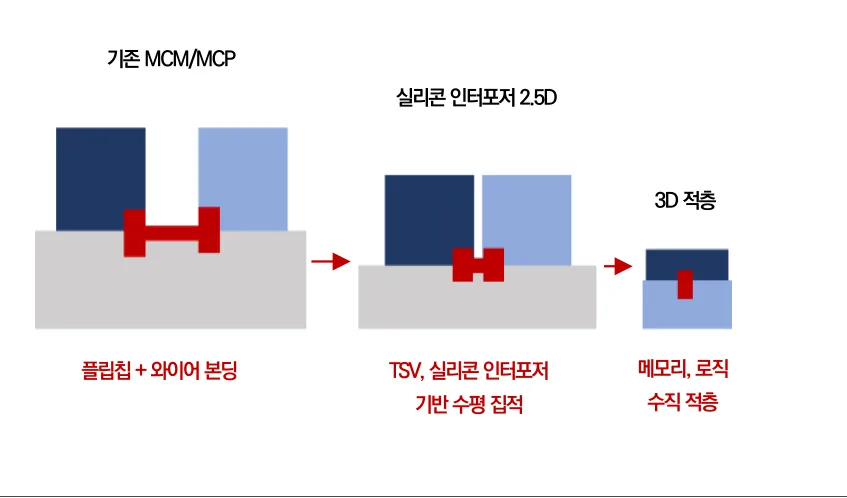 기존 MCM/MCP
실리콘 인터포저 2.5D
3D 적층
플립칩 + 와이어 본딩
TSV, 실리콘 인터포저
기반 수평 집적
메모리, 로직
수직 적층